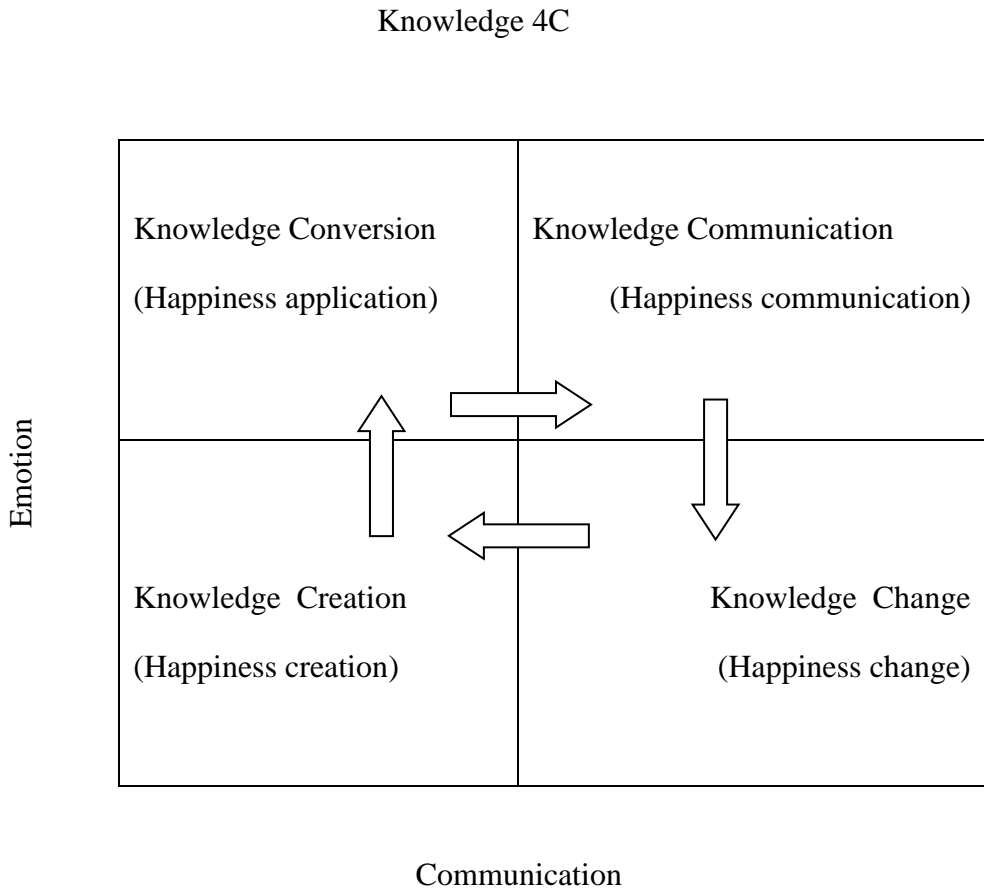 Knowledge 4C
Knowledge Conversion
(Happiness application)
Knowledge Communication
(Happiness communication)
Emotion
Knowledge Creation
(Happiness creation)
Knowledge Change
(Happiness change)
Communication